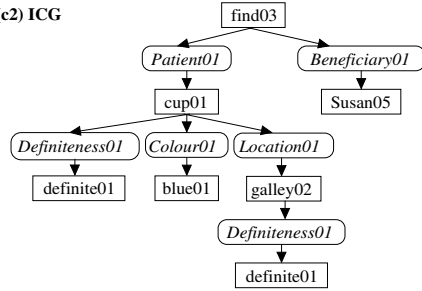 c2) ICG
find03
Patient01 Beneficiary01
cup01 Susan05
Definiteness01 Colour01 Location01
definite01 blue01 galley02
Definiteness01
definite01